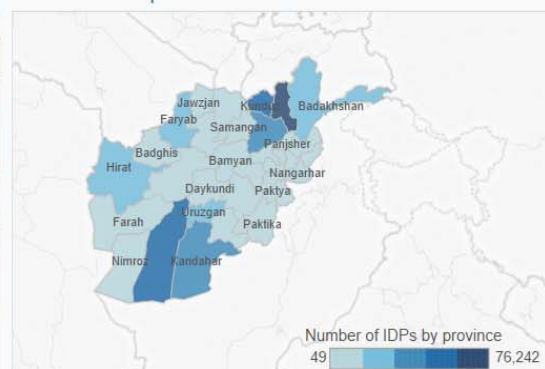 Jawzjan
Kunduz
Badakhshan
Faryab
Samangan
Badghis
Panjsher
Hirat
Bamyan
Nangarhar
Daykundi
Paktya
Uruzgan
Farah
Paktika
Nimroz
Kandahar
Number of IDPs by province
49 76,242